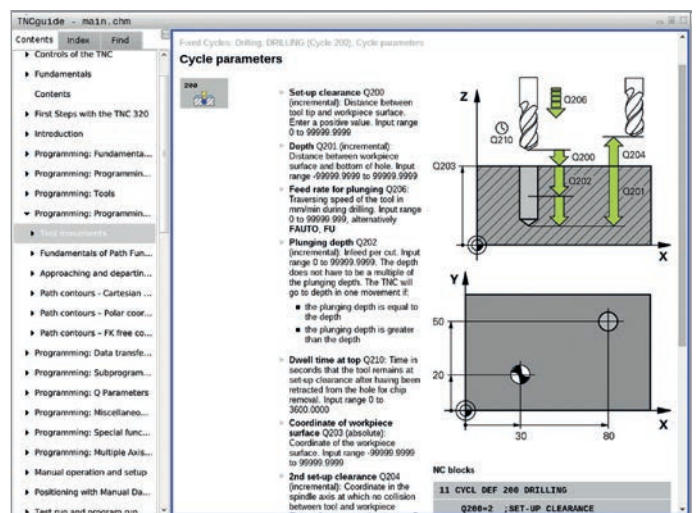 TNCguide - main.chm
Contents Index Find
Controls of the TNC
Fundamentals
Contents
First Steps with the TNC 320
Introduction
Programming: Fundamenta...
Programming: Programmin...
Programming: Tools
Programming: Programmin...
Tool movements
Fundamentals of Path Fun...
Approaching and departin...
Path contours - Cartesian ...
Path contours - Polar coor...
Path contours - FK free co...
Programming: Data transfe...
Programming: Subprogram...
Programming: Q Parameters
Programming: Miscellaneo...
Programming: Special func...
Programming: Multiple Axis...
Manual operation and setup
Positioning with Manual Da...
Test run and program run
Fixed Cycles: Drilling, DRILLING (Cycle 200), Cycle parameters
Cycle parameters
200
Set-up clearance Q200
(incremental): Distance between
tool tip and workpiece surface.
Enter a positive value. Input range
0 to 99999.9999
Depth Q201 (incremental):
Distance between workpiece
surface and bottom of hole. Input
range -99999.9999 to 99999.9999
Feed rate for plunging Q206:
Traversing speed of the tool in
mm/min during drilling. Input range
0 to 99999.999, alternatively
FAUTO, FU
Plunging depth Q202
(incremental): Infeed per cut. Input
range 0 to 99999.9999. The depth
does not have to be a multiple of
the plunging depth. The TNC will
go to depth in one movement if:
the plunging depth is equal to
the depth
the plunging depth is greater
than the depth
Dwell time at top Q210: Time in
seconds that the tool remains at
set-up clearance after having been
retracted from the hole for chip
removal. Input range 0 to
3600.0000
Coordinate of workpiece
surface Q203 (absolute):
Coordinate of the workpiece
surface. Input range -99999.9999
to 99999.9999
2nd set-up clearance Q204
(incremental): Coordinate in the
spindle axis at which no collision
between tool and workpiece
Z
Q206
Q210
Q200
Q204
Q203
Q202
Q201
X
Y
50
20
30
80
X
NC blocks
11 CYCL DEF 200 DRILLING
Q200=2 ;SET-UP CLEARANCE